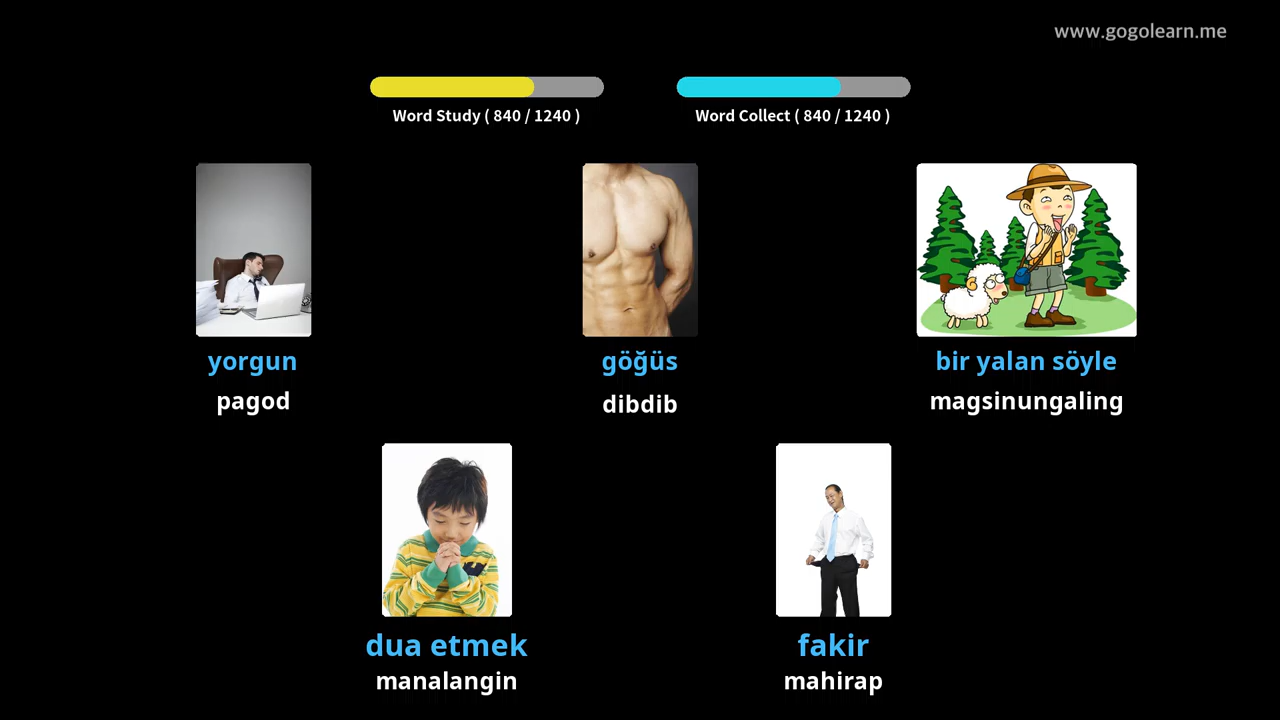 www.gogolearn.me
Word Study ( 840 / 1240 )
Word Collect ( 840 / 1240 )
yorgun
pagod
göğüs
dibdib
bir yalan söyle
magsinungaling
dua etmek
manalangin
fakir
mahirap